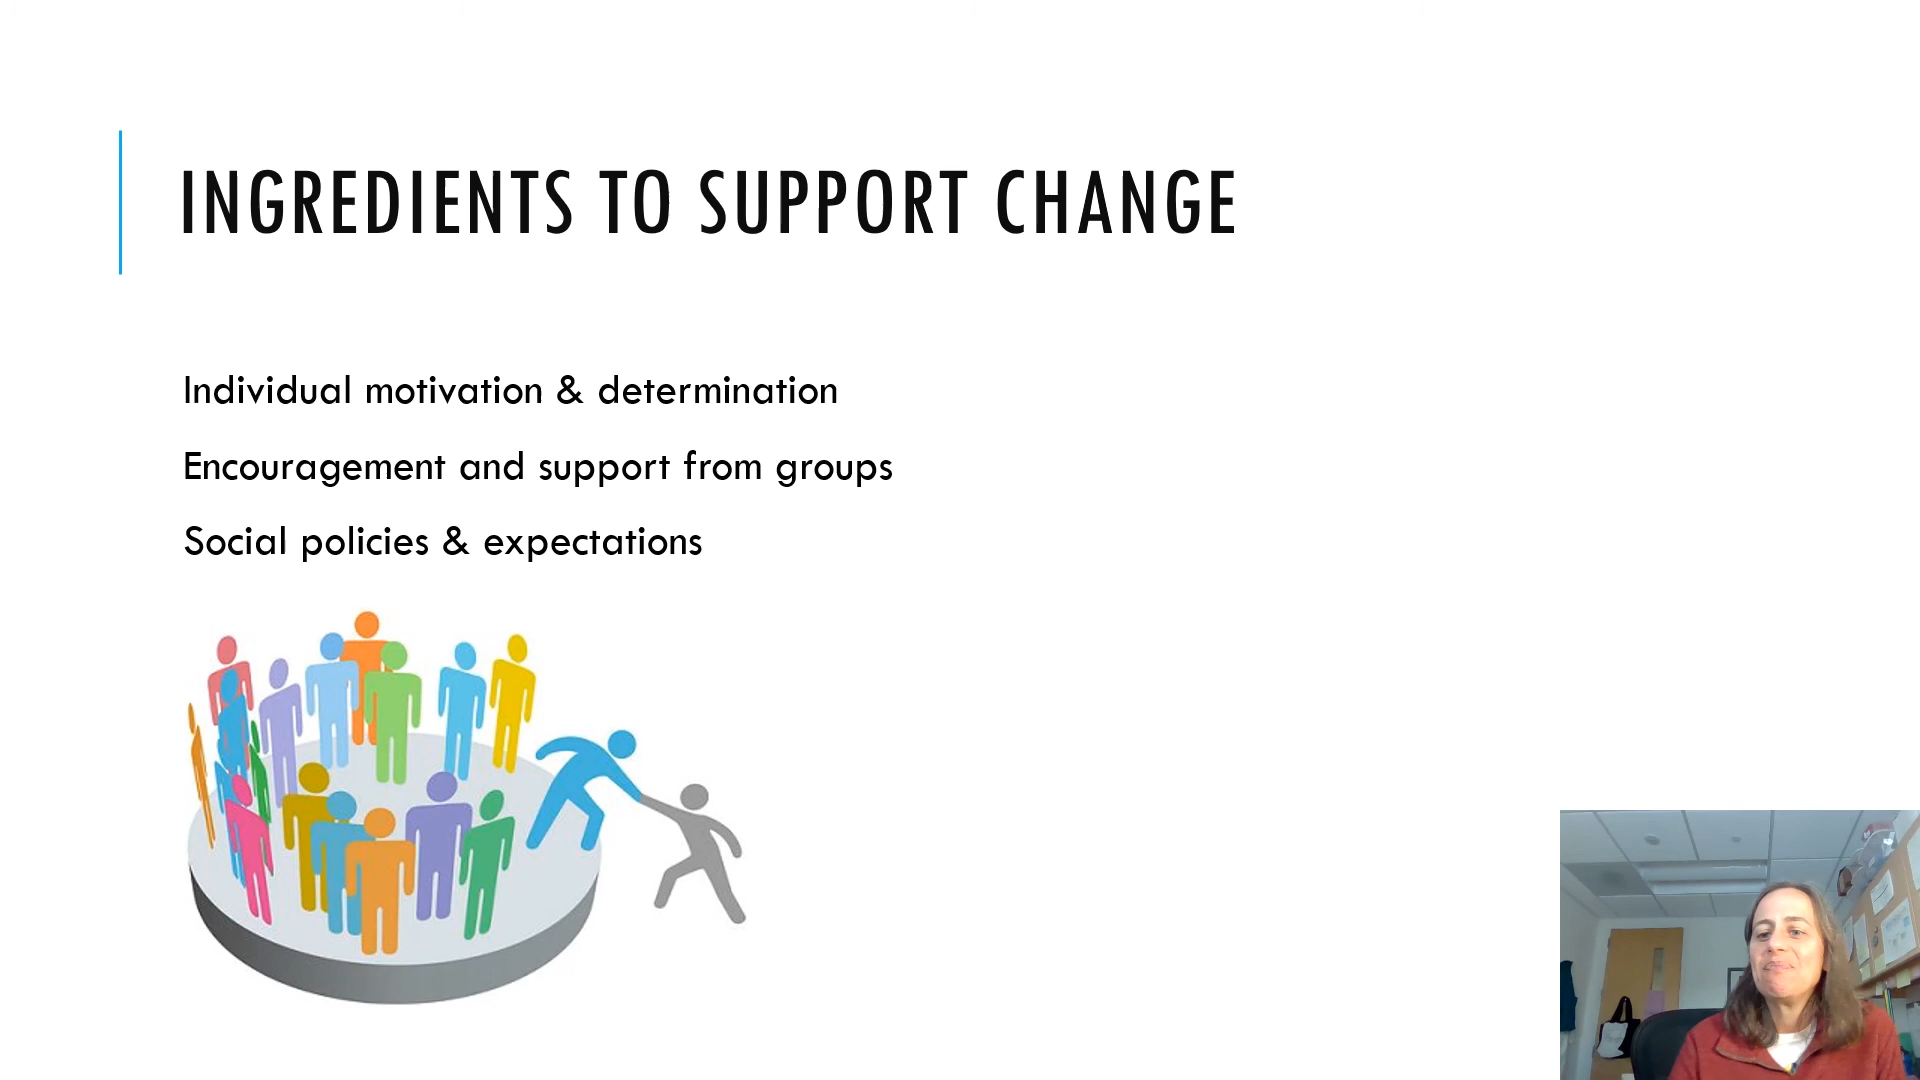 INGREDIENTS TO SUPPORT CHANGE
Individual motivation & determination
Encouragement and support from groups
Social policies & expectations